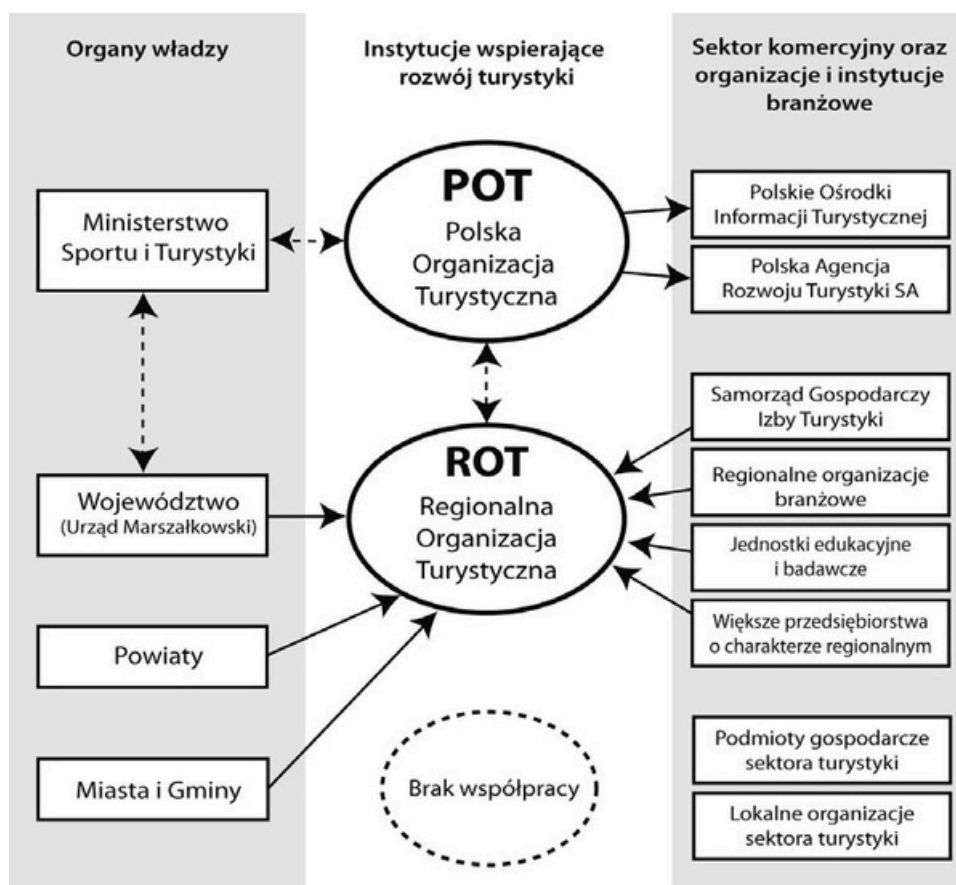 Organy władzy
Ministerstwo
Sportu i Turystyki
Województwo
(Urząd Marszałkowski)
Powiaty
Miasta i Gminy
Instytucje wspierające
rozwój turystyki
POT
Polska
Organizacja
Turystyczna
ROT
Regionalna
Organizacja
Turystyczna
Brak współpracy
Sektor komercyjny oraz
organizacje i instytucje
branżowe
Polskie Ośrodki
Informacji Turystycznej
Polska Agencja
Rozwoju Turystyki SA
Samorząd Gospodarczy
Izby Turystyki
Regionalne organizacje
branżowe
Jednostki edukacyjne
i badawcze
Większe przedsiębiorstwa
o charakterze regionalnym
Podmioty gospodarcze
sektora turystyki
Lokalne organizacje
sektora turystyki